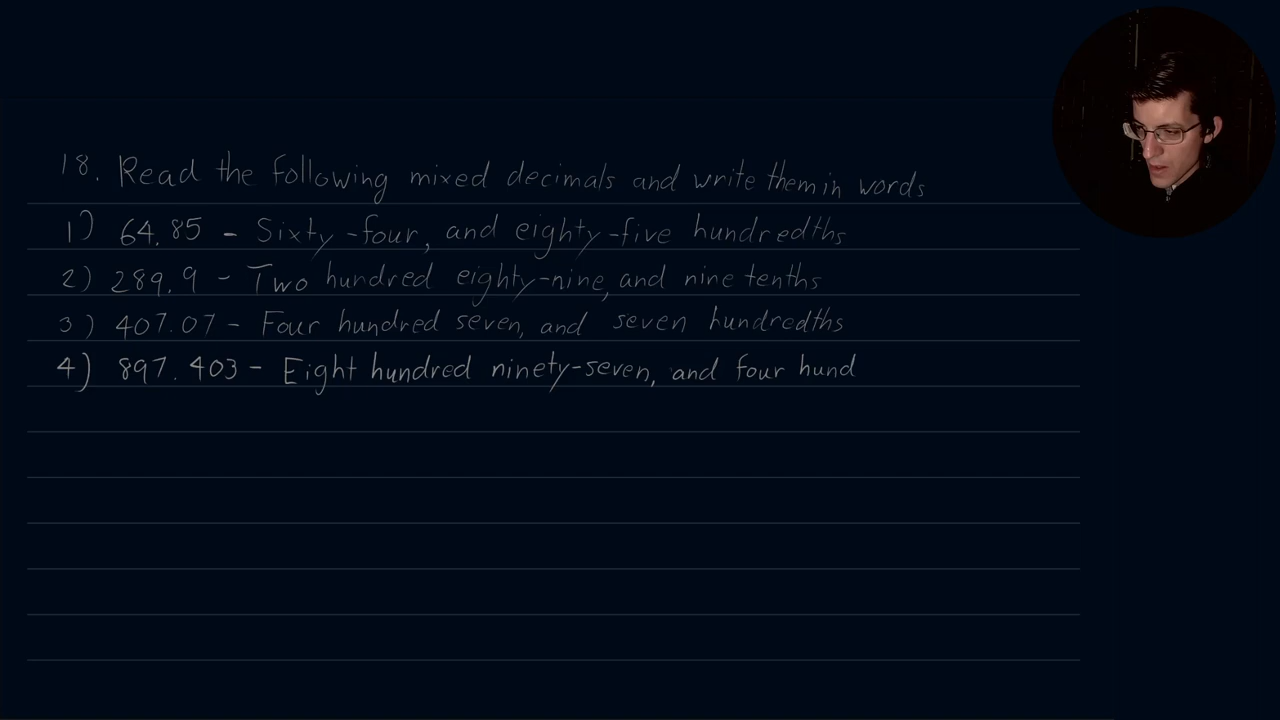 18. Read the following mixed decimals and write them in words
1) 64.85 - Sixty-four, and eighty-five hundredths
2) 289.9 - Two hundred eighty-nine, and nine tenths
3) 407.07 - Four hundred seven, and seven hundredths
4) 897.403 - Eight hundred ninety-seven, and four hund